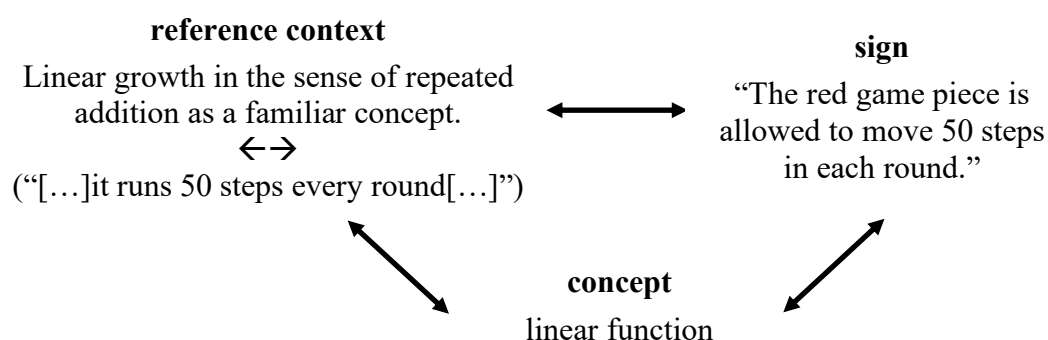 reference context
Linear growth in the sense of repeated
addition as a familiar concept.
(“[…]it runs 50 steps every round[…]”)
sign
“The red game piece is
allowed to move 50 steps
in each round.”
concept
linear function